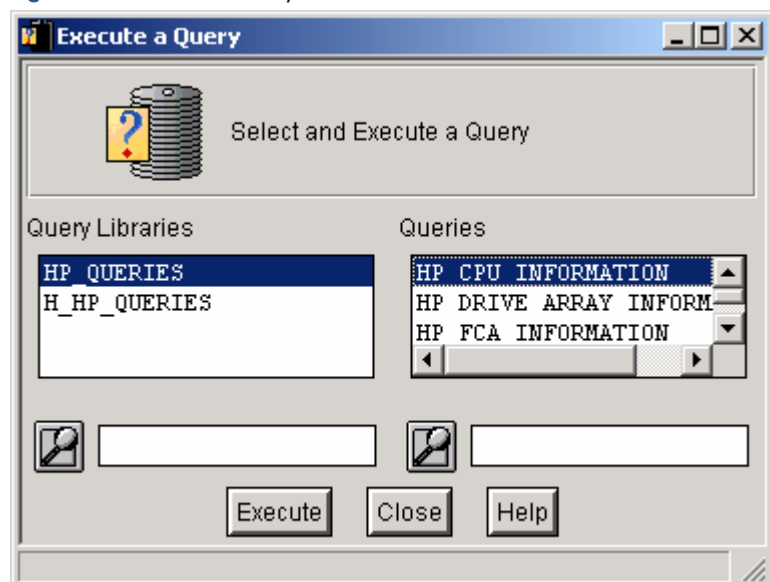 Execute a Query
Select and Execute a Query
Query Libraries
Queries
HP_QUERIES
H_HP_QUERIES
HP CPU INFORMATION
HP DRIVE ARRAY INFORM
HP FCA INFORMATION
Execute
Close
Help